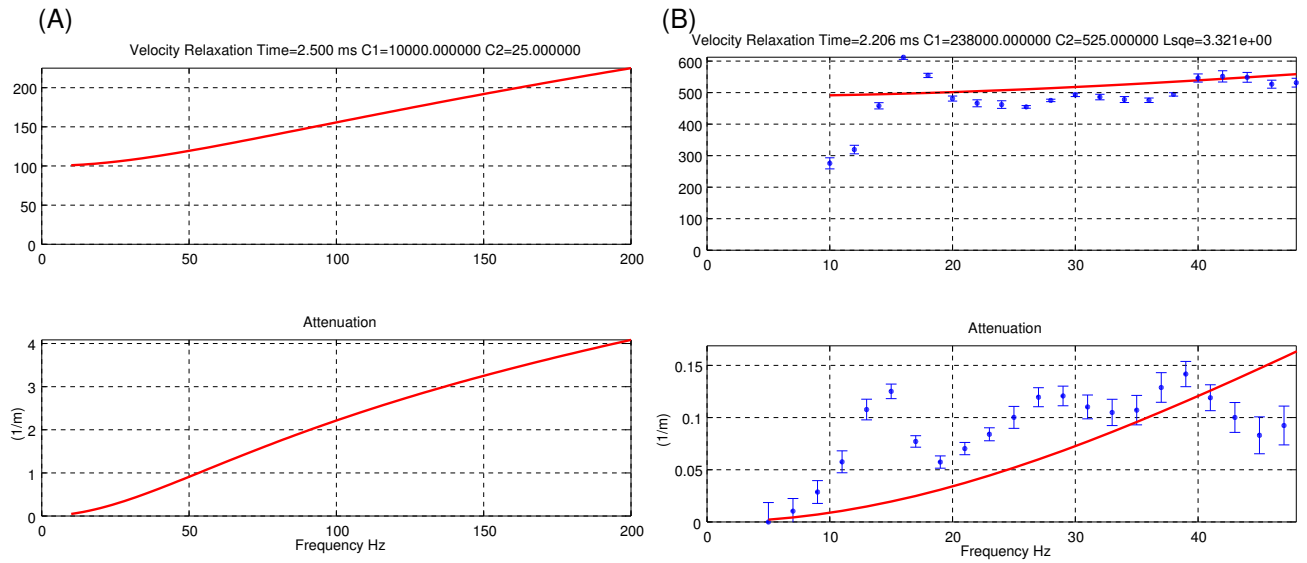 (A)
Velocity Relaxation Time=2.500 ms C1=10000.000000 C2=25.000000
200
150
100
50
0
0 50 100 150 200
Attenuation
4
3
2
1
0
(1/m)
0 50 100 150 200
Frequency Hz
(B)
Velocity Relaxation Time=2.206 ms C1=238000.000000 C2=525.000000 Lsqe=3.321e+00
600
500
400
300
200
100
0
0 10 20 30 40
Attenuation
0.15
0.1
0.05
0
(1/m)
0 10 20 30 40
Frequency Hz